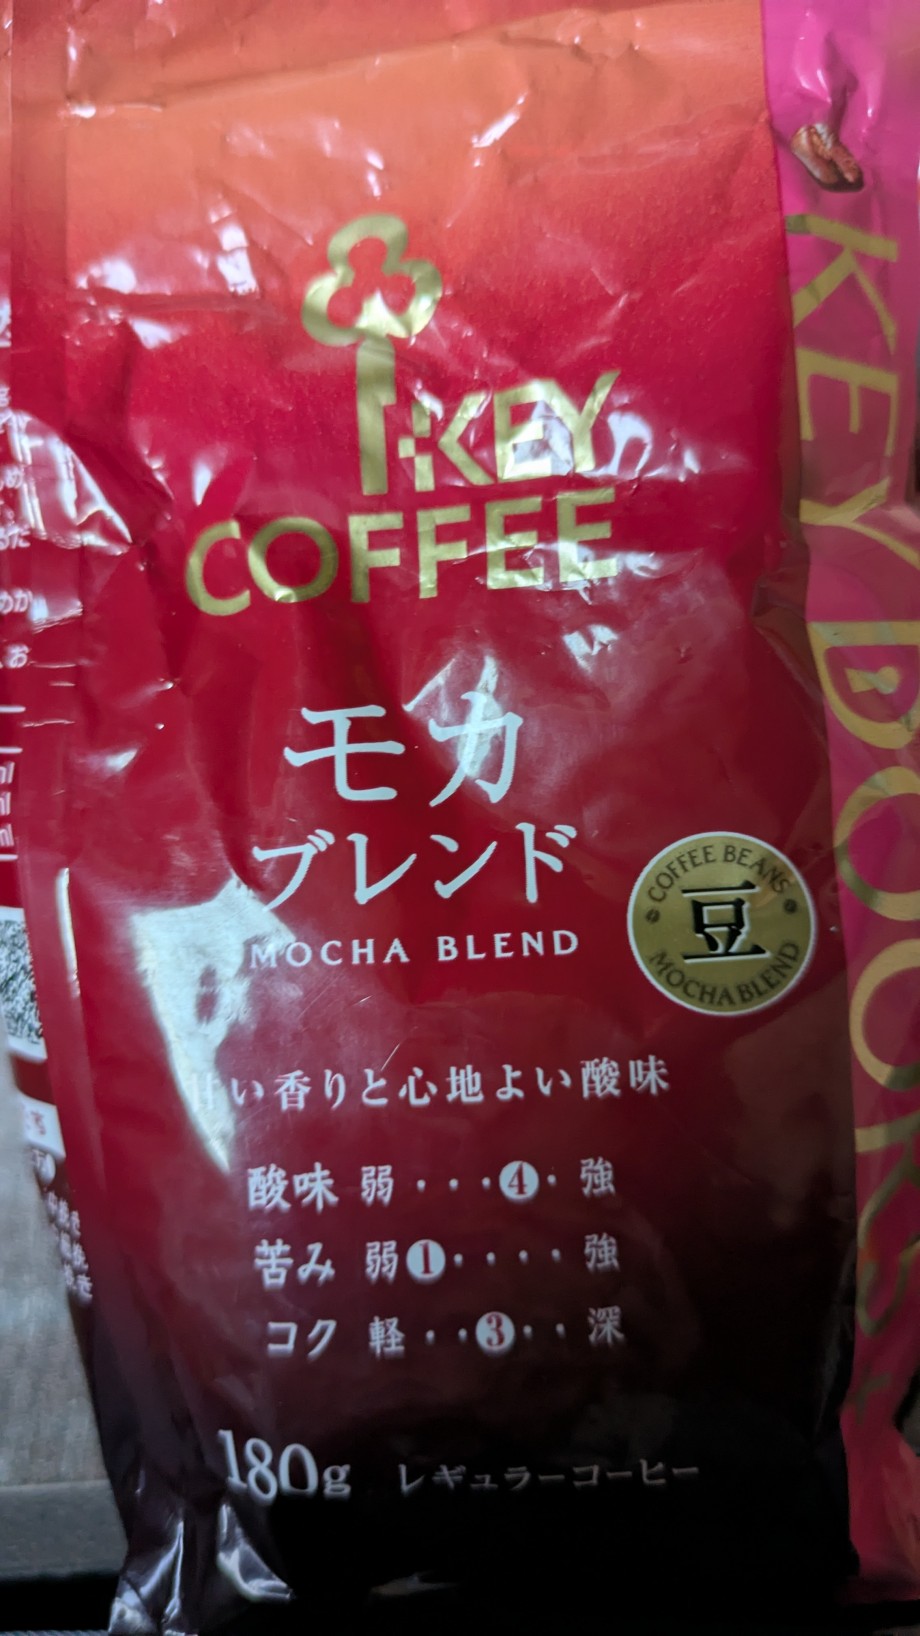 KEY
COFFEE
モカ
ブレンド
MOCHA BLEND
COFFEE BEANS
豆
MOCHA BLEND
甘い香りと心地よい酸味
酸味 弱・・・4・強
苦み 弱1・・・・強
コク 軽・・3・・深
180g レギュラーコーヒー
KEY DOORS+